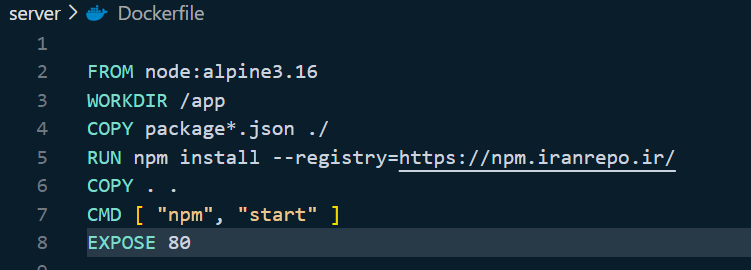 server > Dockerfile
1
2 FROM node:alpine3.16
3 WORKDIR /app
4 COPY package*.json ./
5 RUN npm install --registry=https://npm.iranrepo.ir/
6 COPY . .
7 CMD [ "npm", "start" ]
8 EXPOSE 80
9